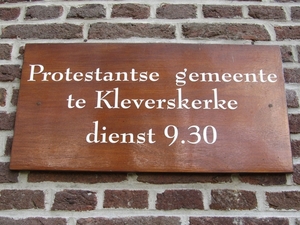 Protestantse gemeente
te Kleverskerke
dienst 9.30